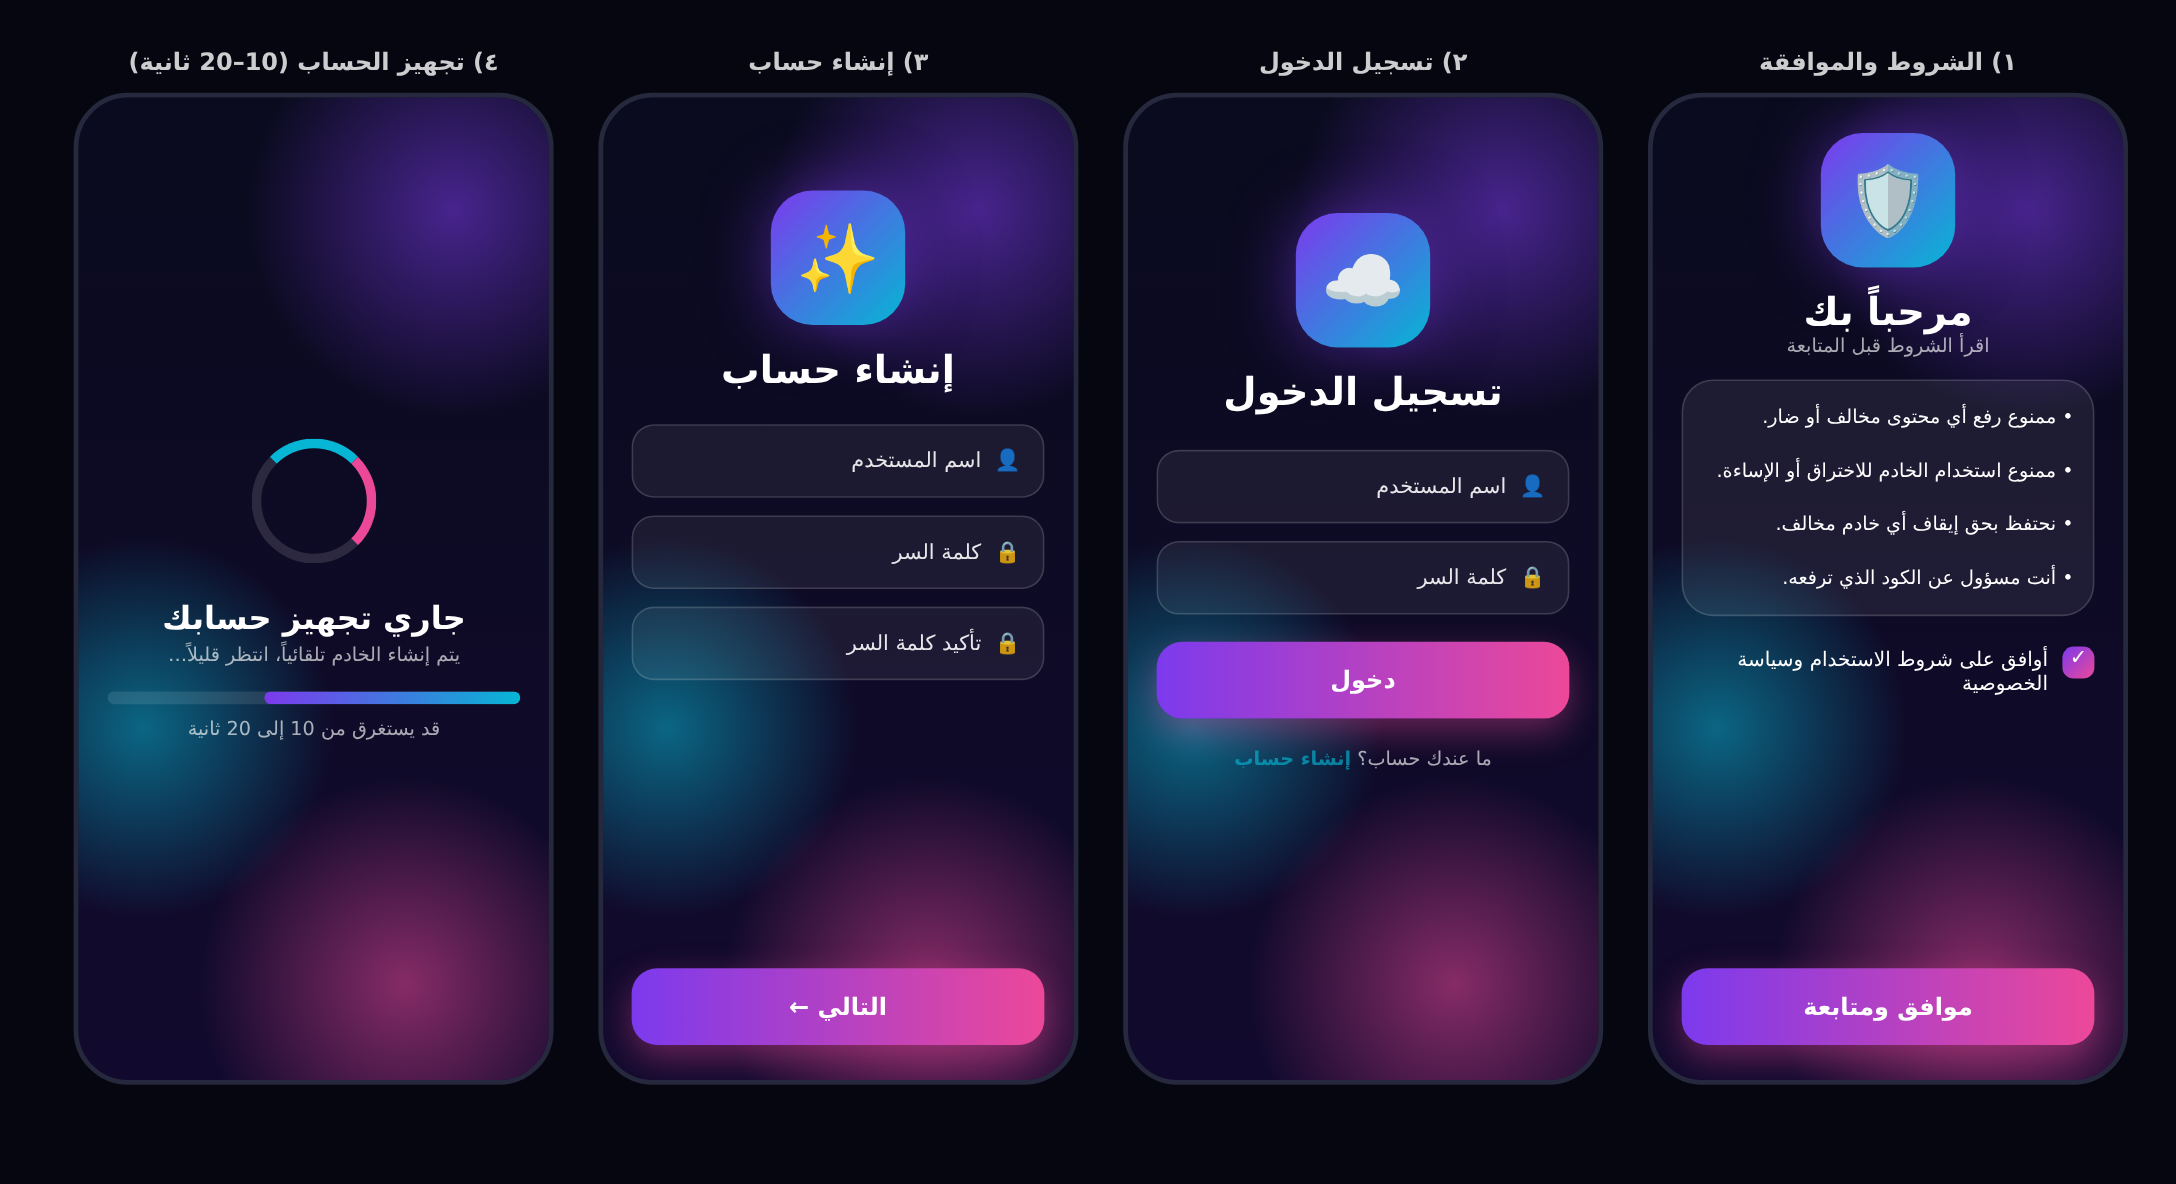 ١) الشروط والموافقة
مرحباً بك
اقرأ الشروط قبل المتابعة
• ممنوع رفع أي محتوى مخالف أو ضار.
• ممنوع استخدام الخادم للاختراق أو الإساءة.
• نحتفظ بحق إيقاف أي خادم مخالف.
• أنت مسؤول عن الكود الذي ترفعه.
✓ أوافق على شروط الاستخدام وسياسة
الخصوصية
موافق ومتابعة
٢) تسجيل الدخول
تسجيل الدخول
اسم المستخدم
كلمة السر
دخول
ما عندك حساب؟ إنشاء حساب
٣) إنشاء حساب
إنشاء حساب
اسم المستخدم
كلمة السر
تأكيد كلمة السر
التالي ←
٤) تجهيز الحساب (10–20 ثانية)
جاري تجهيز حسابك
يتم إنشاء الخادم تلقائياً، انتظر قليلاً...
قد يستغرق من 10 إلى 20 ثانية